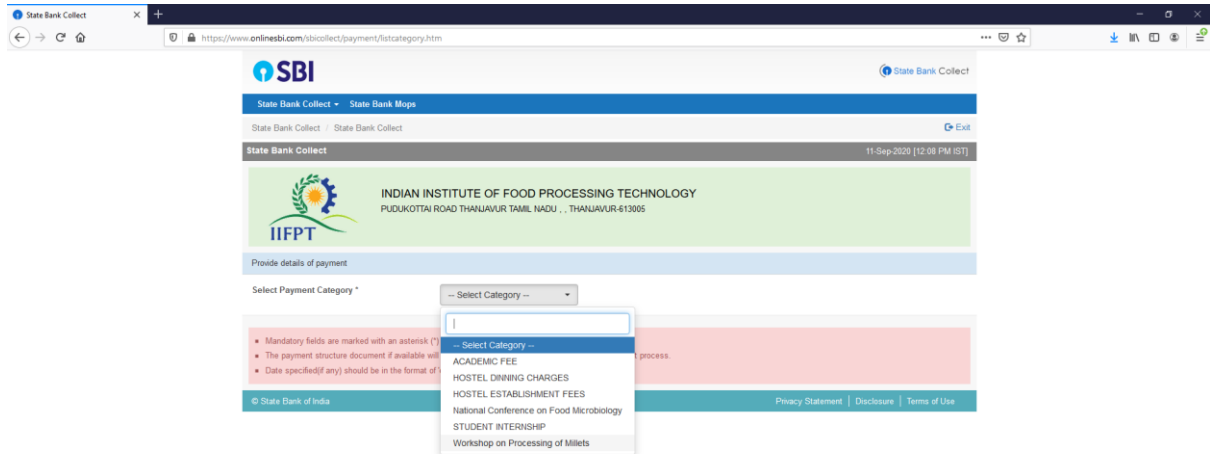 State Bank Collect
https://www.onlinesbi.com/sbicollect/payment/listcategory.htm
SBI
State Bank Collect
State Bank Collect State Bank Mops
State Bank Collect / State Bank Collect
Exit
State Bank Collect
11-Sep-2020 [12:08 PM IST]
IIFPT
INDIAN INSTITUTE OF FOOD PROCESSING TECHNOLOGY
PUDUKOTTAI ROAD THANJAVUR TAMIL NADU , , THANJAVUR-613005
Provide details of payment
Select Payment Category *
-- Select Category --
-- Select Category --
ACADEMIC FEE
HOSTEL DINNING CHARGES
HOSTEL ESTABLISHMENT FEES
National Conference on Food Microbiology
STUDENT INTERNSHIP
Workshop on Processing of Millets
Mandatory fields are marked with an asterisk (*)
The payment structure document if available will t process.
Date specified(if any) should be in the format of
© State Bank of India
Privacy Statement | Disclosure | Terms of Use